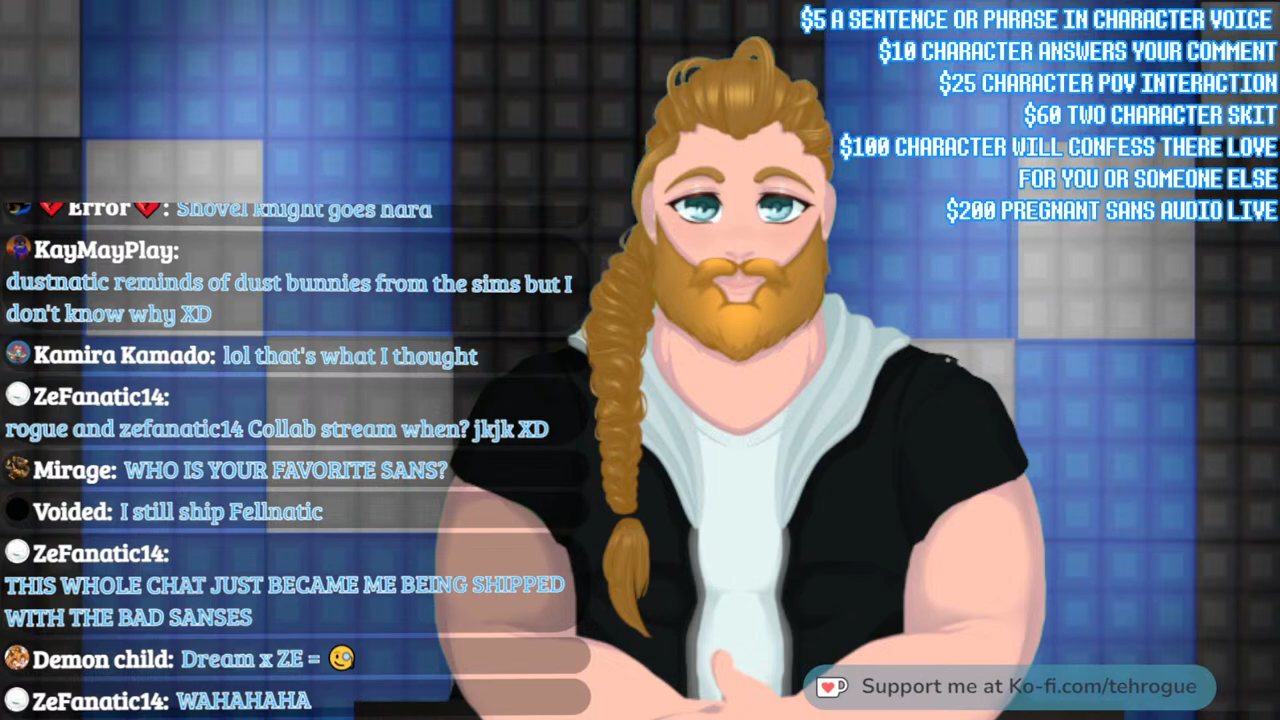 $5 A SENTENCE OR PHRASE IN CHARACTER VOICE
$10 CHARACTER ANSWERS YOUR COMMENT
$25 CHARACTER POV INTERACTION
$60 TWO CHARACTER SKIT
$100 CHARACTER WILL CONFESS THERE LOVE
FOR YOU OR SOMEONE ELSE
$200 PREGNANT SANS AUDIO LIVE
Error: Shovel knight goes nara
KayMayPlay:
dustnatic reminds of dust bunnies from the sims but I
don't know why XD
Kamira Kamado: lol that's what I thought
ZeFanatic14:
rogue and zefanatic14 Collab stream when? jkjk XD
Mirage: WHO IS YOUR FAVORITE SANS?
Voided: I still ship Fellnatic
ZeFanatic14:
THIS WHOLE CHAT JUST BECAME ME BEING SHIPPED
WITH THE BAD SANSES
Demon child: Dream x ZE =
ZeFanatic14: WAHAHAHA
Support me at Ko-fi.com/tehrogue